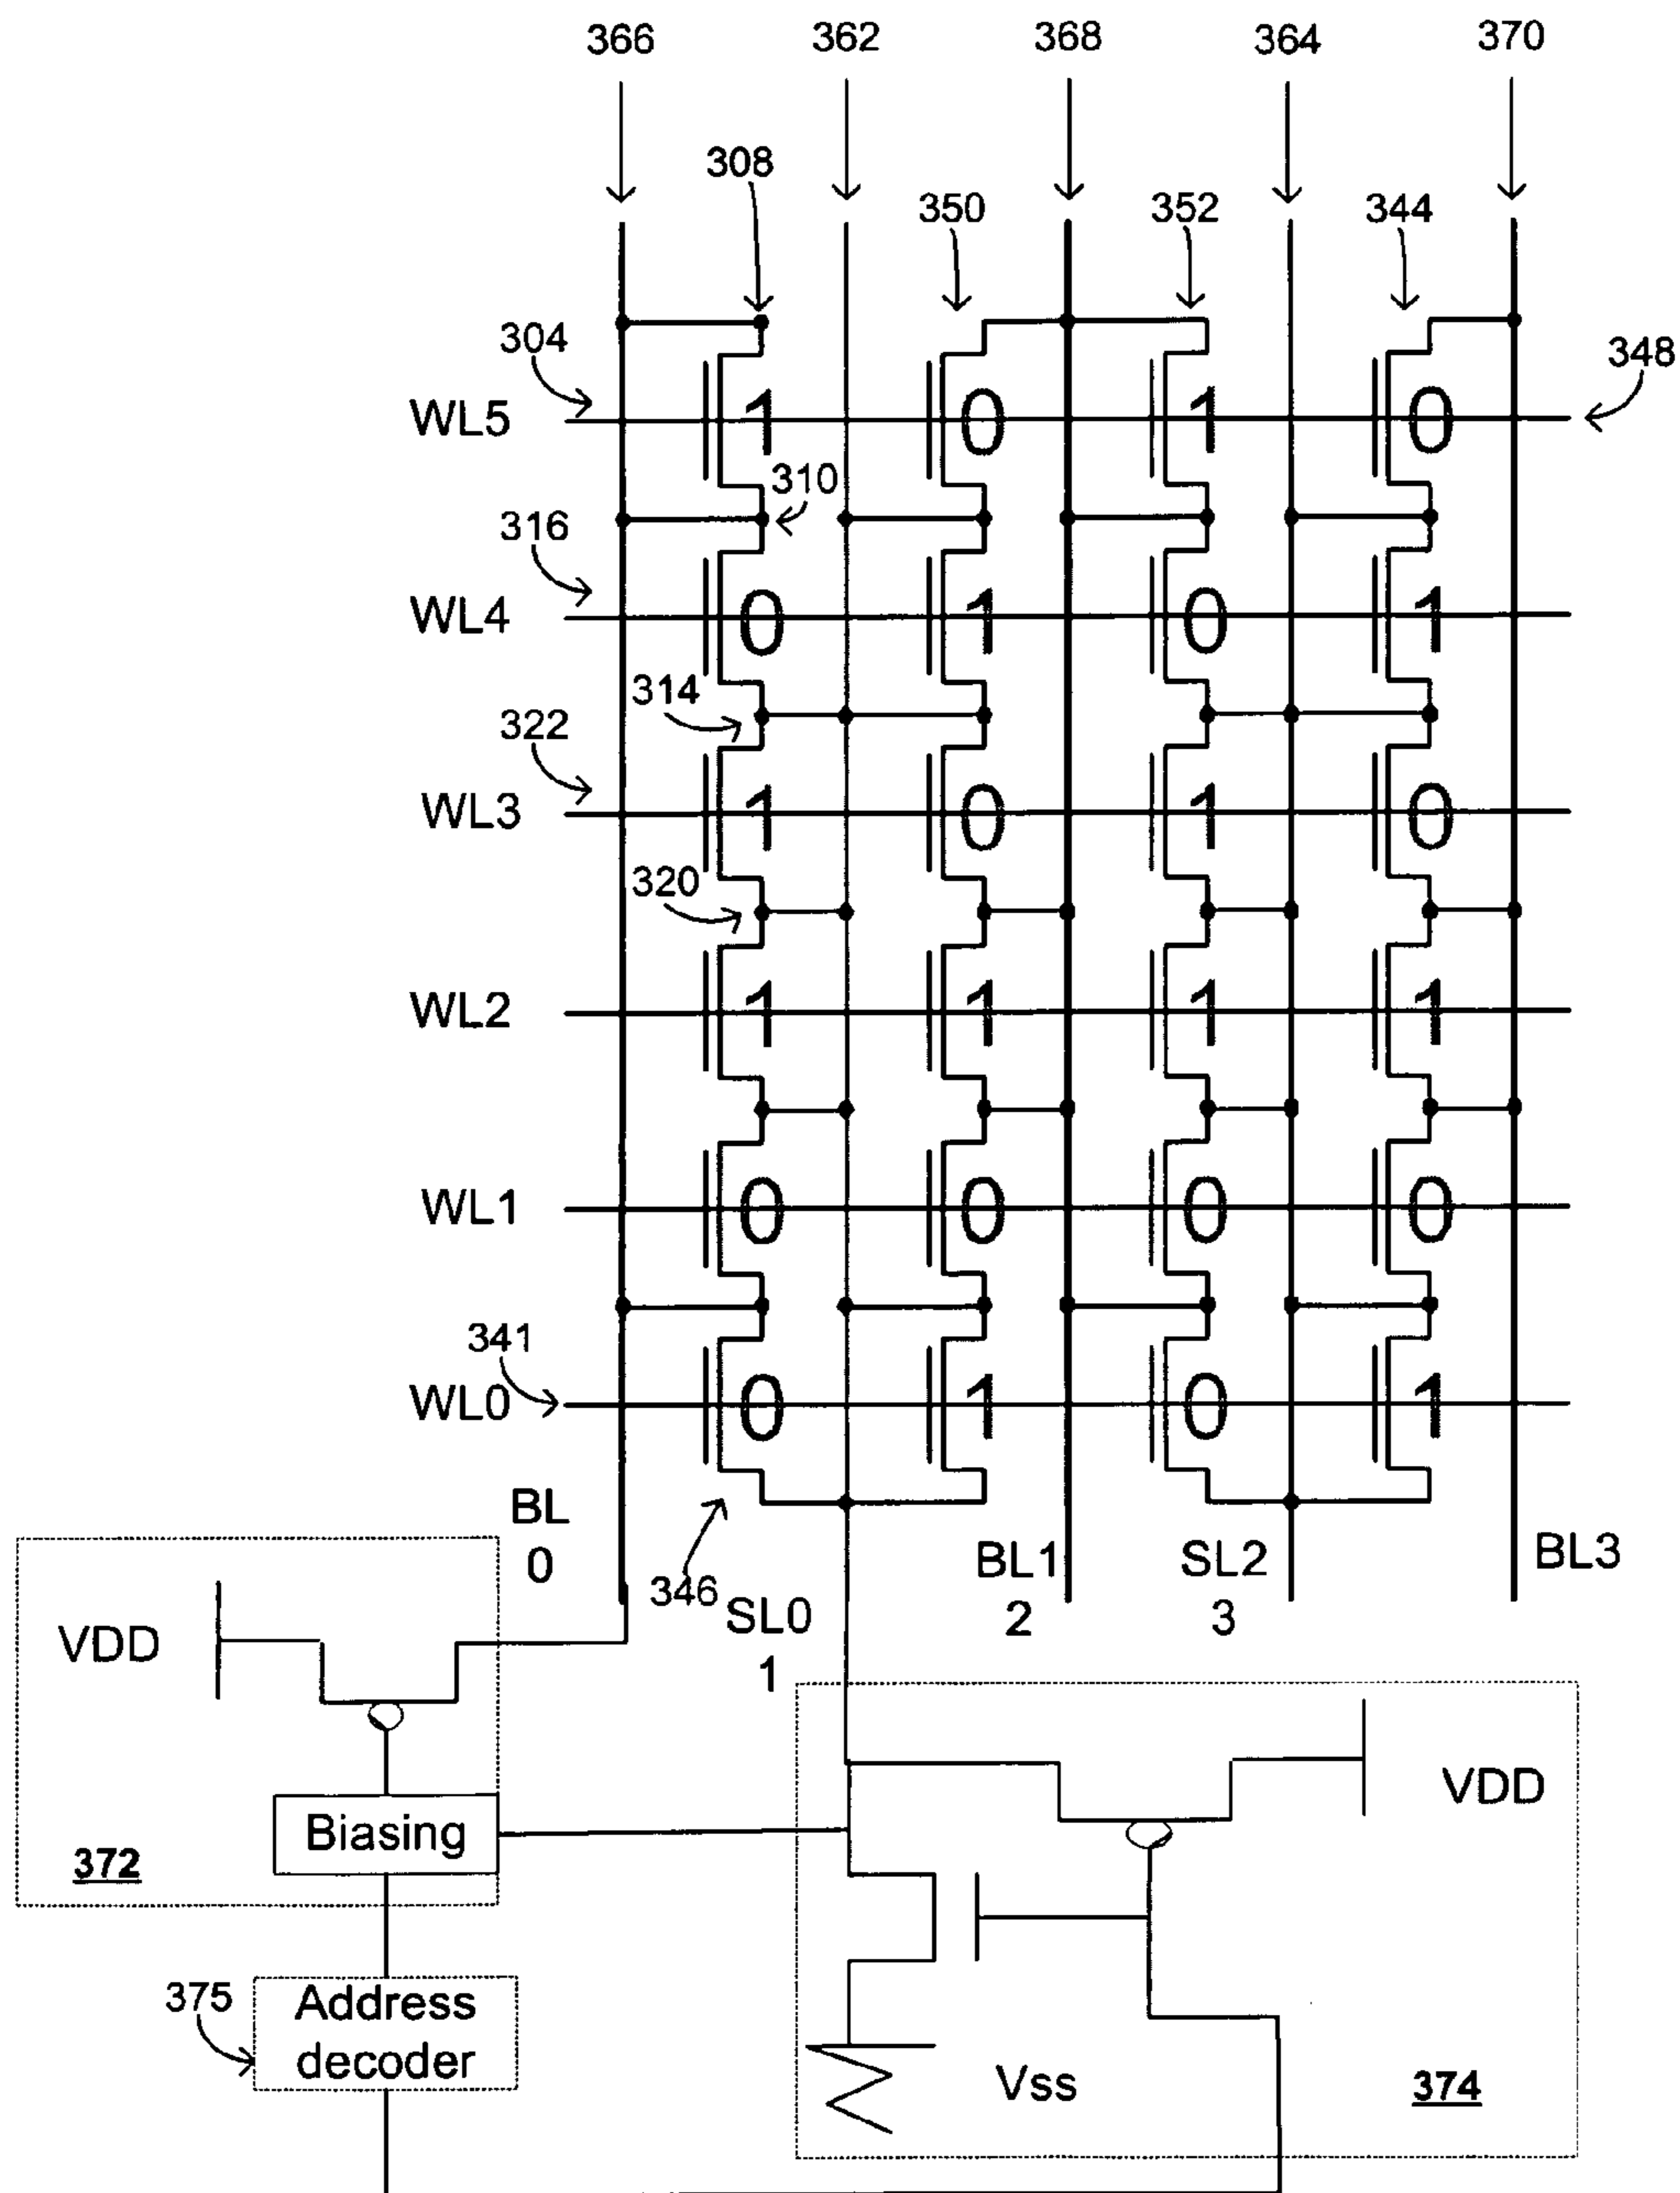 366 362 368 364 370
308
350 352 344
304 348
WL5 1 0 1 0
310
316
WL4 0 1 0 1
314
322
WL3 1 0 1 0
320
WL2 1 1 1 1
WL1 0 0 0 0
341
WL0 0 1 0 1
BL
0
346
SL0
1
BL1
2
SL2
3
BL3
VDD
VDD
Biasing
372
375
Address
decoder
Vss
374